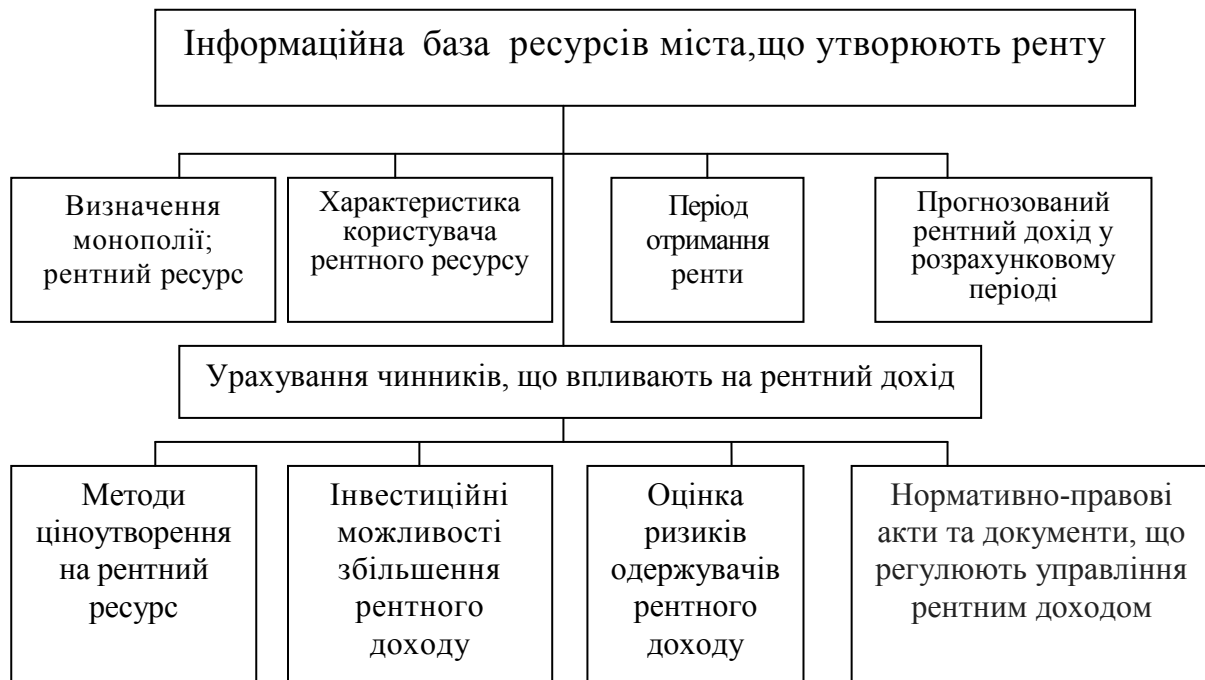 Інформаційна база ресурсів міста,що утворюють ренту
Визначення
монополії;
рентний ресурс
Характеристика
користувача
рентного ресурсу
Період
отримання
ренти
Прогнозований
рентний дохід у
розрахунковому
періоді
Урахування чинників, що впливають на рентний дохід
Методи
ціноутворення
на рентний
ресурс
Інвестиційні
можливості
збільшення
рентного
доходу
Оцінка
ризиків
одержувачів
рентного
доходу
Нормативно-правові
акти та документи, що
регулюють управління
рентним доходом